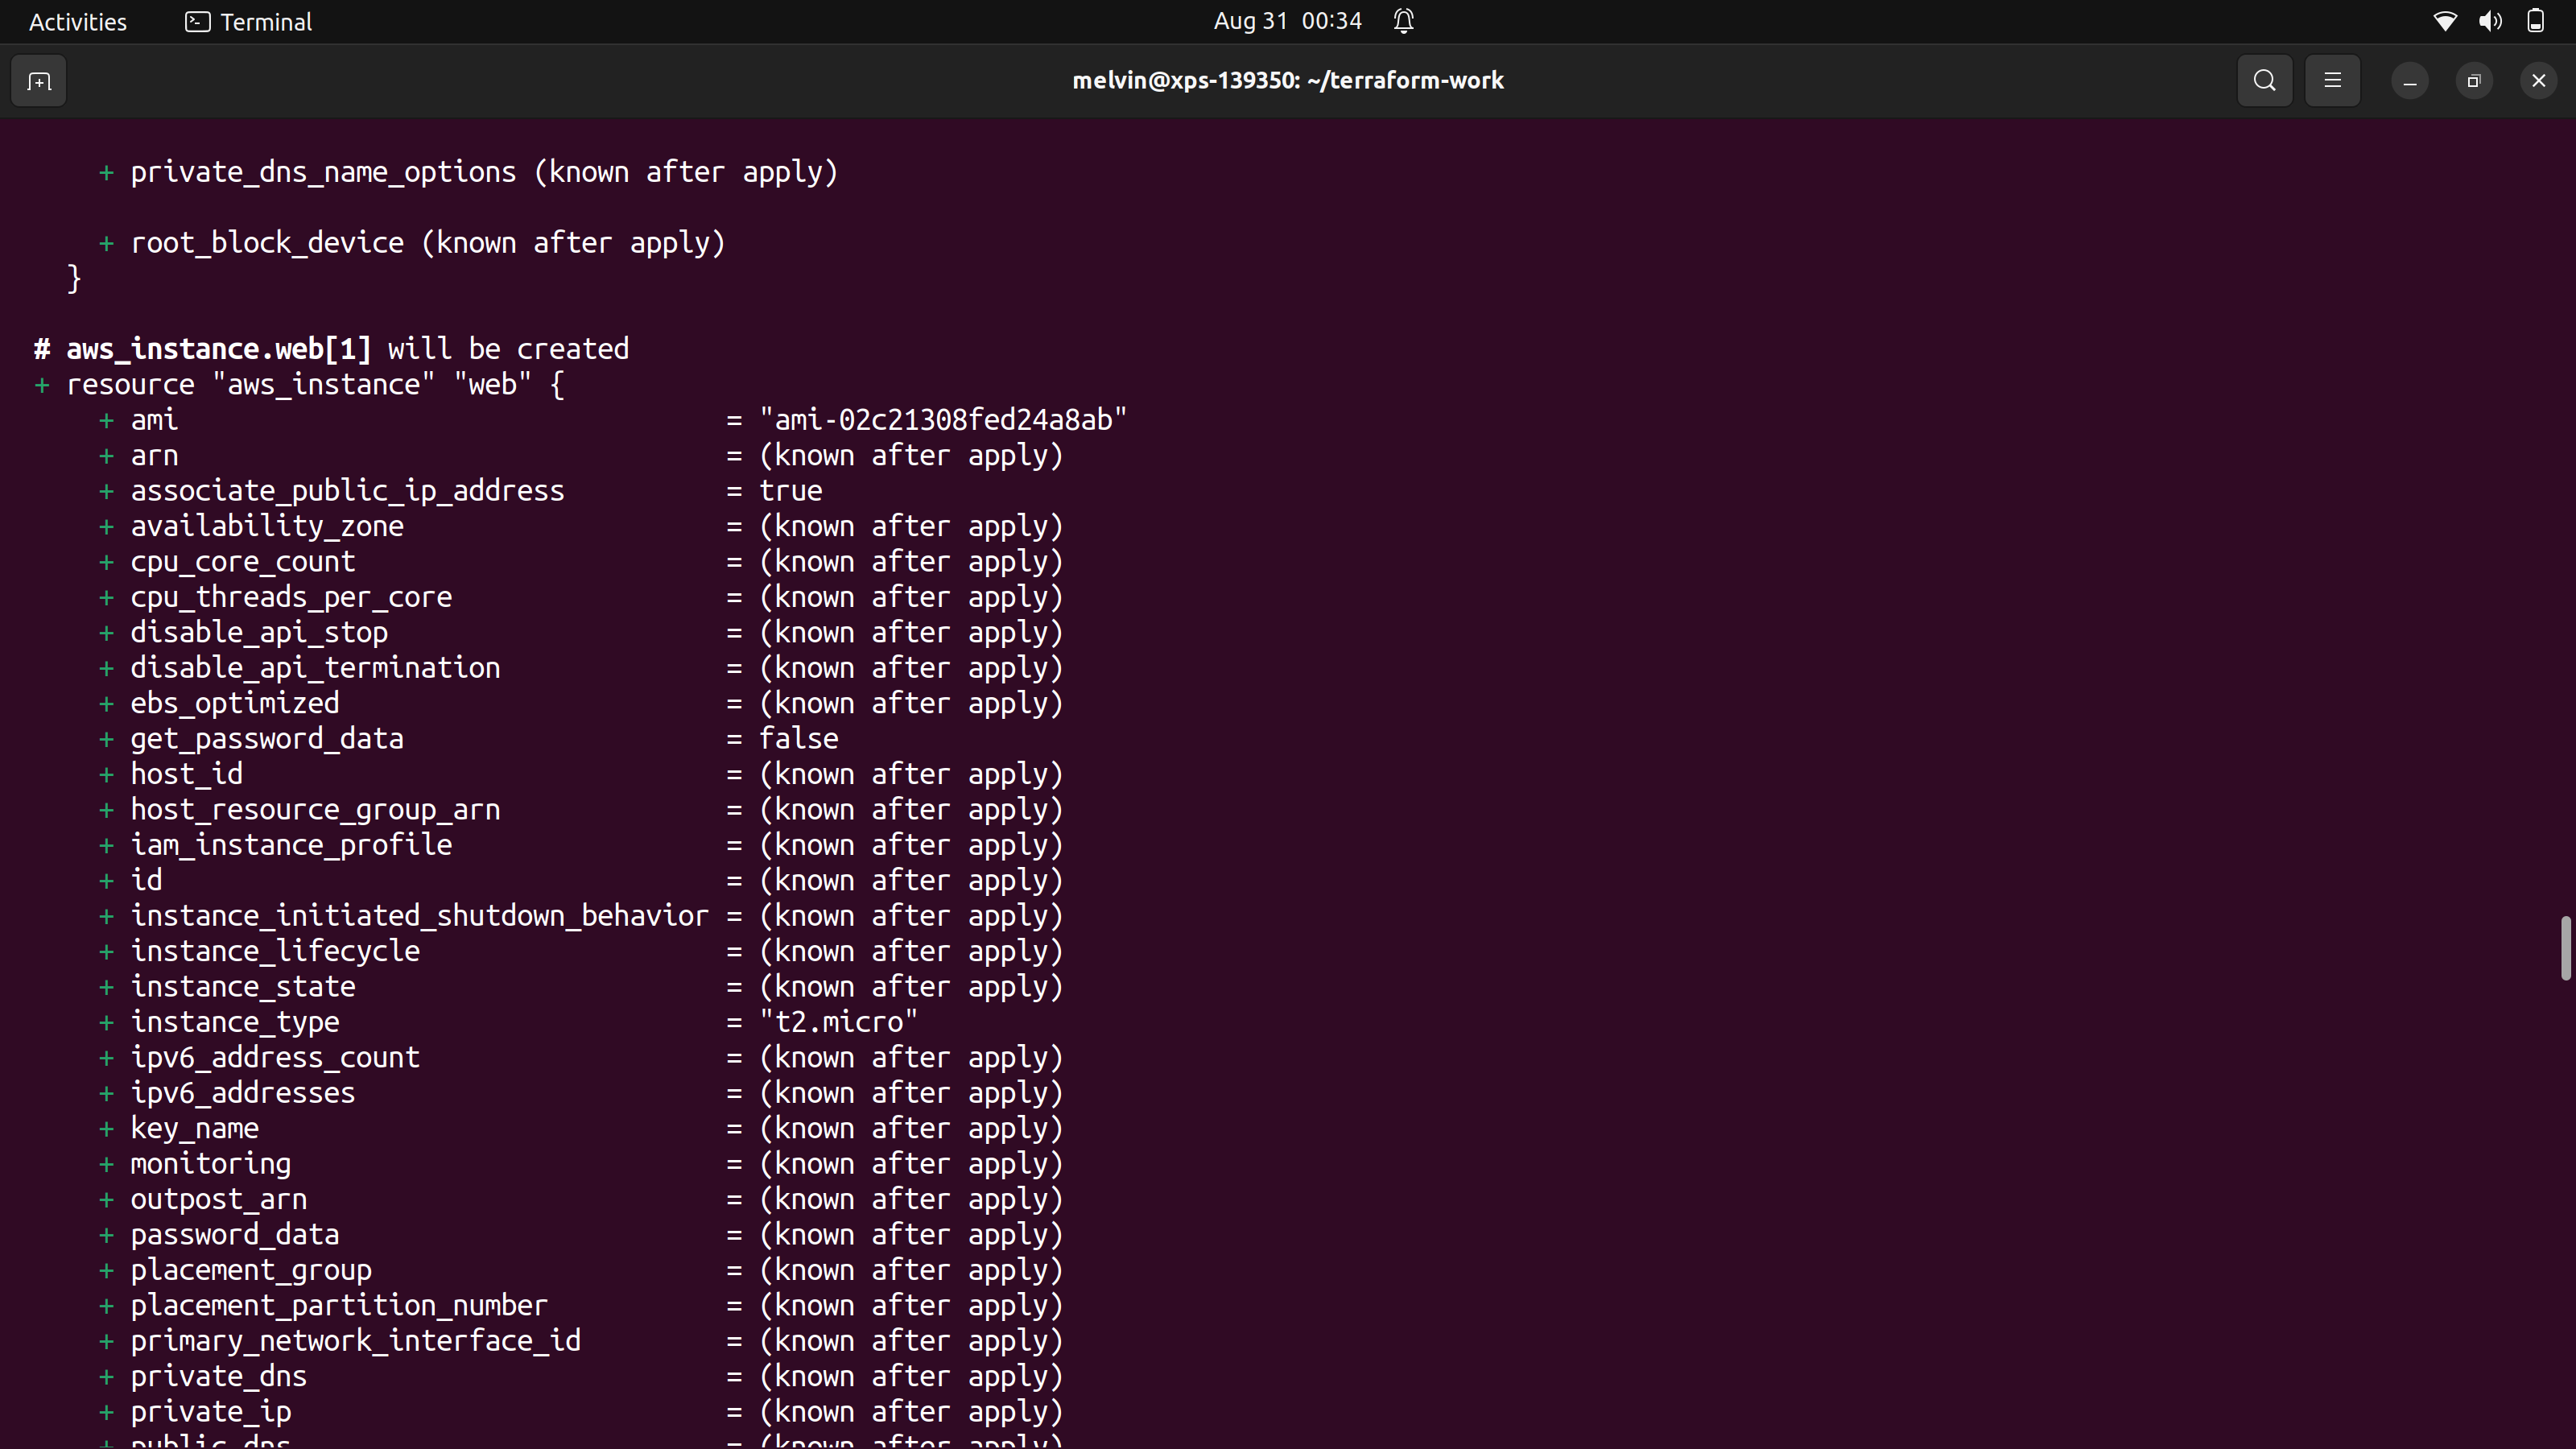 Activities Terminal Aug 31 00:34
melvin@xps-139350: ~/terraform-work
+ private_dns_name_options (known after apply)
+ root_block_device (known after apply)
}
# aws_instance.web[1] will be created
+ resource "aws_instance" "web" {
+ ami = "ami-02c21308fed24a8ab"
+ arn = (known after apply)
+ associate_public_ip_address = true
+ availability_zone = (known after apply)
+ cpu_core_count = (known after apply)
+ cpu_threads_per_core = (known after apply)
+ disable_api_stop = (known after apply)
+ disable_api_termination = (known after apply)
+ ebs_optimized = (known after apply)
+ get_password_data = false
+ host_id = (known after apply)
+ host_resource_group_arn = (known after apply)
+ iam_instance_profile = (known after apply)
+ id = (known after apply)
+ instance_initiated_shutdown_behavior = (known after apply)
+ instance_lifecycle = (known after apply)
+ instance_state = (known after apply)
+ instance_type = "t2.micro"
+ ipv6_address_count = (known after apply)
+ ipv6_addresses = (known after apply)
+ key_name = (known after apply)
+ monitoring = (known after apply)
+ outpost_arn = (known after apply)
+ password_data = (known after apply)
+ placement_group = (known after apply)
+ placement_partition_number = (known after apply)
+ primary_network_interface_id = (known after apply)
+ private_dns = (known after apply)
+ private_ip = (known after apply)
+ public_dns = (known after apply)